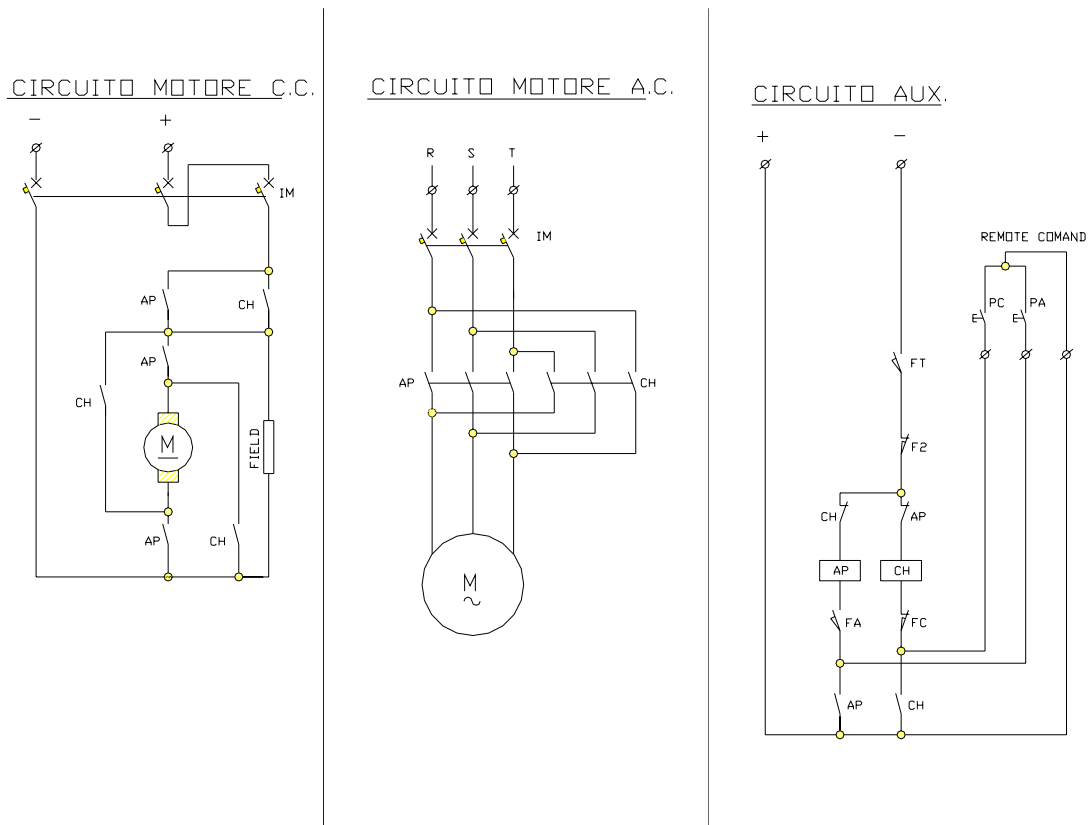 CIRCUITO MOTORE C.C.
- +
IM
AP
CH
AP
CH
M
FIELD
AP
CH
CIRCUITO MOTORE A.C.
R S T
IM
AP
CH
M
~
CIRCUITO AUX.
+ -
REMOTE COMAND
PC
PA
FT
F2
CH
AP
AP
CH
FA
FC
AP
CH